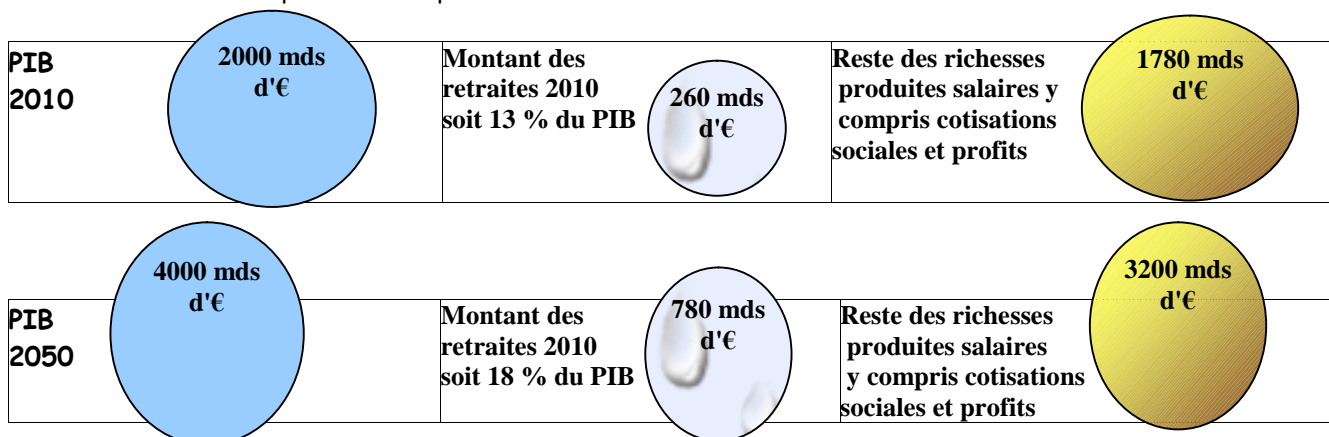 PIB
2010
2000 mds
d'€
Montant des
retraites 2010
soit 13 % du PIB
260 mds
d'€
Reste des richesses
produites salaires y
compris cotisations
sociales et profits
1780 mds
d'€
PIB
2050
4000 mds
d'€
Montant des
retraites 2010
soit 18 % du PIB
780 mds
d'€
Reste des richesses
produites salaires
y compris cotisations
sociales et profits
3200 mds
d'€